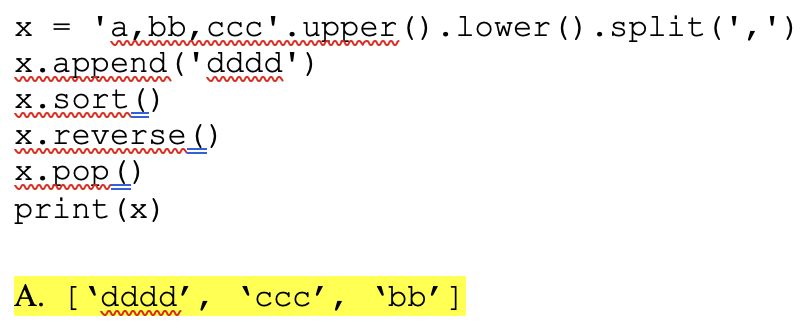 x = 'a,bb,ccc'.upper().lower().split(',')
x.append('dddd')
x.sort()
x.reverse()
x.pop()
print(x)
A. [‘dddd’, ‘ccc’, ‘bb’]